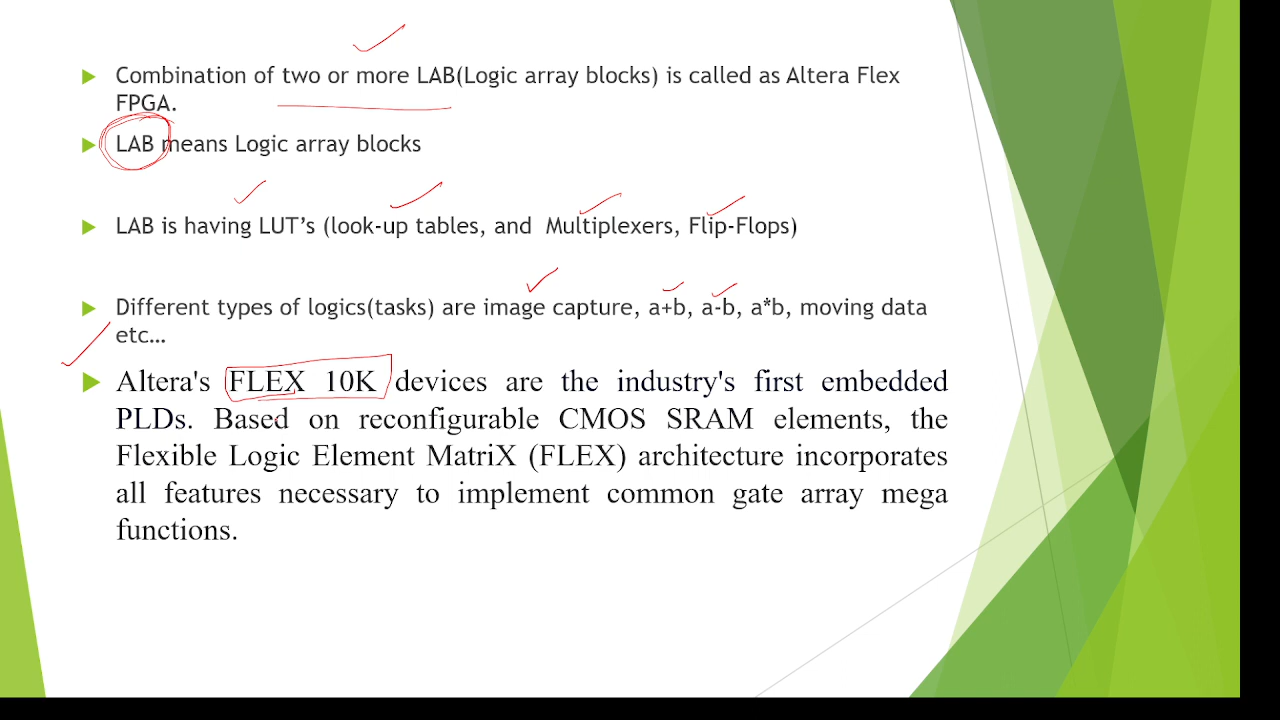 Combination of two or more LAB(Logic array blocks) is called as Altera Flex
FPGA.
LAB means Logic array blocks
LAB is having LUT’s (look-up tables, and Multiplexers, Flip-Flops)
Different types of logics(tasks) are image capture, a+b, a-b, a*b, moving data
etc…
Altera's FLEX 10K devices are the industry's first embedded
PLDs. Based on reconfigurable CMOS SRAM elements, the
Flexible Logic Element MatriX (FLEX) architecture incorporates
all features necessary to implement common gate array mega
functions.